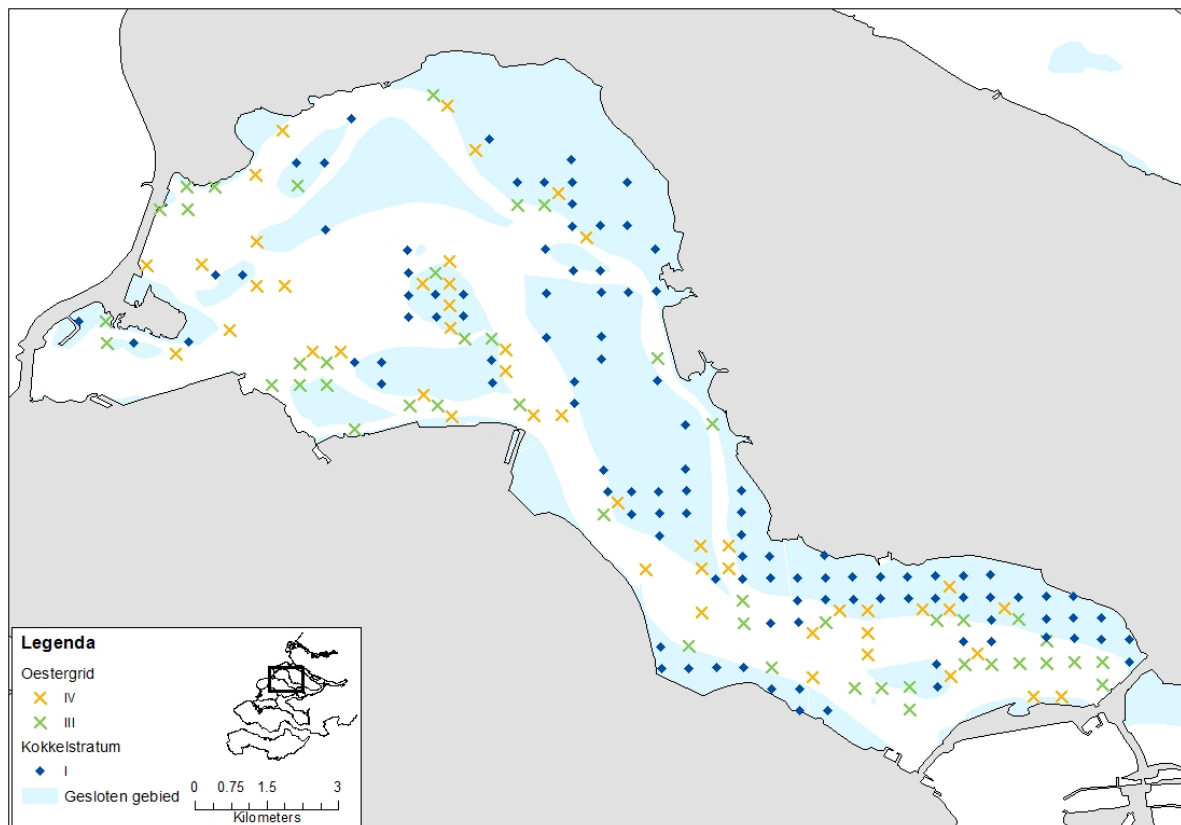 Legenda
Oestergrid
IV
III
Kokkelstratum
I
Gesloten gebied
0 0.75 1.5 3
Kilometers